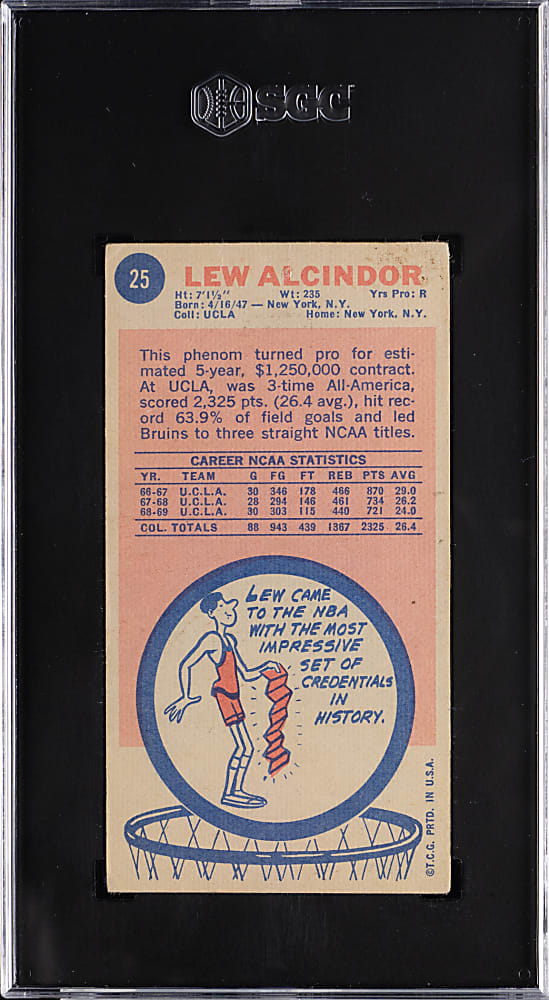 SGC
25
LEW ALCINDOR
Ht: 7'1½" Wt: 235 Yrs Pro: R
Born: 4/16/47 — New York, N.Y.
Coll: UCLA Home: New York, N.Y.
This phenom turned pro for esti-
mated 5-year, $1,250,000 contract.
At UCLA, was 3-time All-America,
scored 2,325 pts. (26.4 avg.), hit rec-
ord 63.9% of field goals and led
Bruins to three straight NCAA titles.
CAREER NCAA STATISTICS
YR. TEAM G FG FT REB PTS AVG
66-67 U.C.L.A. 30 346 178 466 870 29.0
67-68 U.C.L.A. 28 294 146 461 734 26.2
68-69 U.C.L.A. 30 303 115 440 721 24.0
COL. TOTALS 88 943 439 1367 2325 26.4
LEW CAME
TO THE NBA
WITH THE MOST
IMPRESSIVE
SET OF
CREDENTIALS
IN
HISTORY.
©T.C.G. PRTD. IN U.S.A.